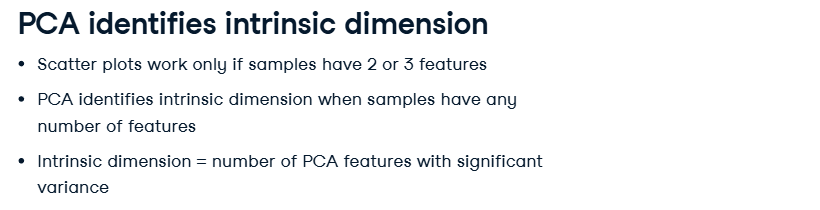 PCA identifies intrinsic dimension
• Scatter plots work only if samples have 2 or 3 features
• PCA identifies intrinsic dimension when samples have any
number of features
• Intrinsic dimension = number of PCA features with significant
variance